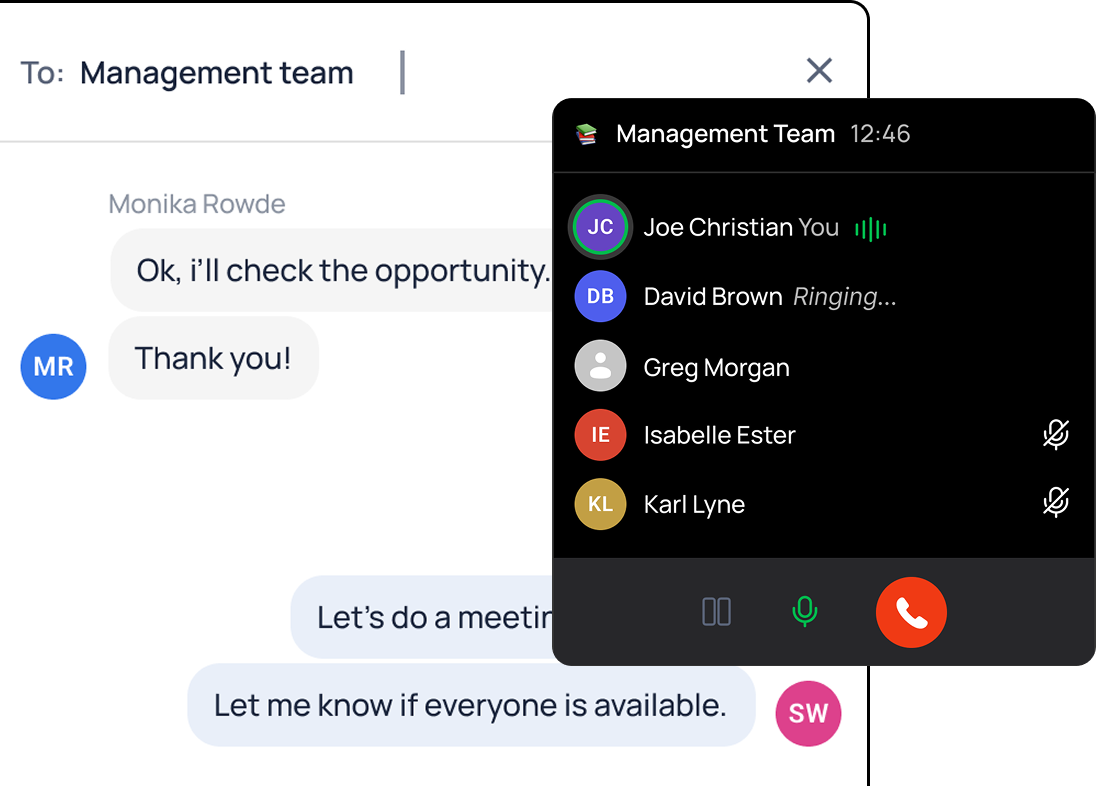 To: Management team
Monika Rowde
Ok, i’ll check the opportunity.
MR
Thank you!
Let’s do a
Let me know if everyone is available.
SW
Management Team 12:46
JC Joe Christian You
DB David Brown Ringing...
Greg Morgan
IE Isabelle Ester
KL Karl Lyne